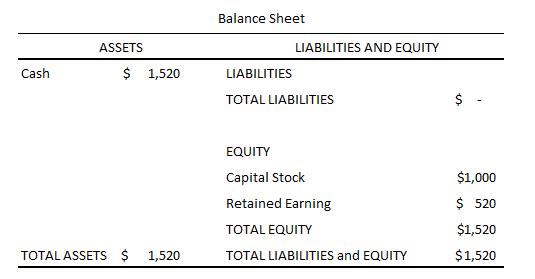 Balance Sheet
ASSETS LIABILITIES AND EQUITY
Cash $ 1,520 LIABILITIES
TOTAL LIABILITIES $ -
EQUITY
Capital Stock $1,000
Retained Earning $ 520
TOTAL EQUITY $1,520
TOTAL ASSETS $ 1,520 TOTAL LIABILITIES and EQUITY $1,520